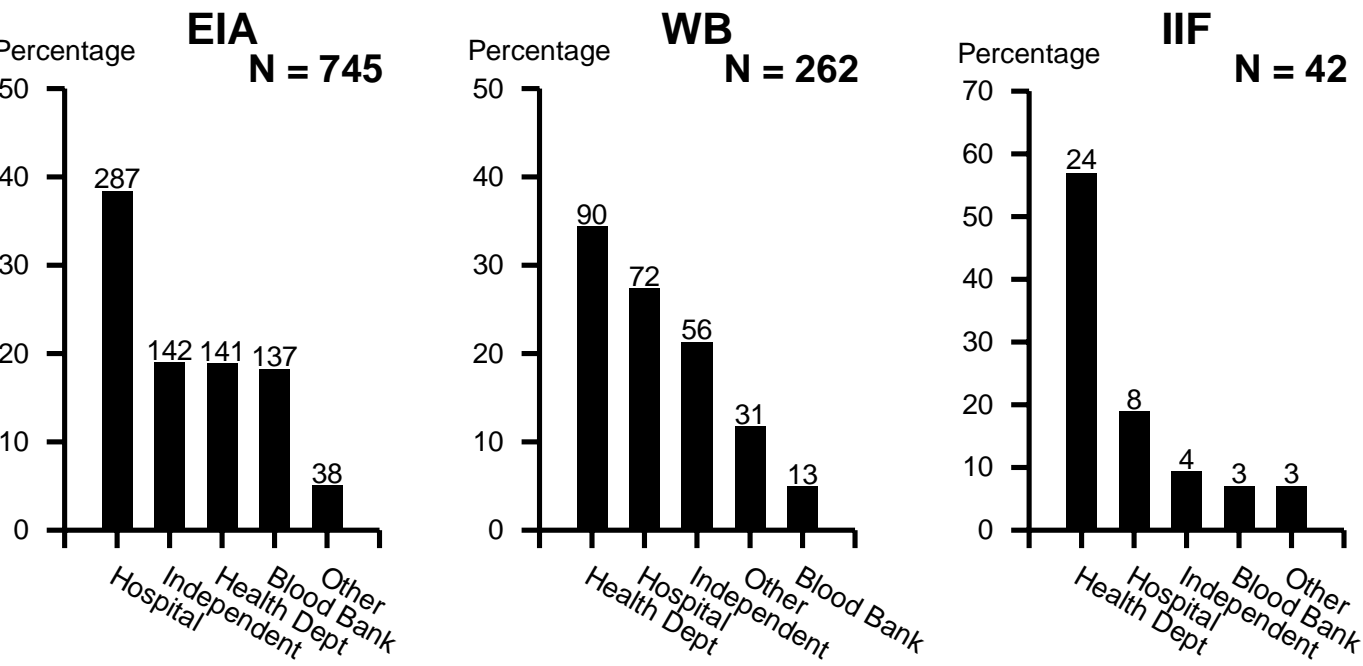 EIA
Percentage
N = 745
50
40
30
20
10
0
287
142
141
137
38
Hospital
Independent
Health Dept
Blood Bank
Other
WB
Percentage
N = 262
50
40
30
20
10
0
90
72
56
31
13
Health Dept
Hospital
Independent
Other
Blood Bank
IIF
Percentage
N = 42
70
60
50
40
30
20
10
0
24
8
4
3
3
Health Dept
Hospital
Independent
Blood Bank
Other